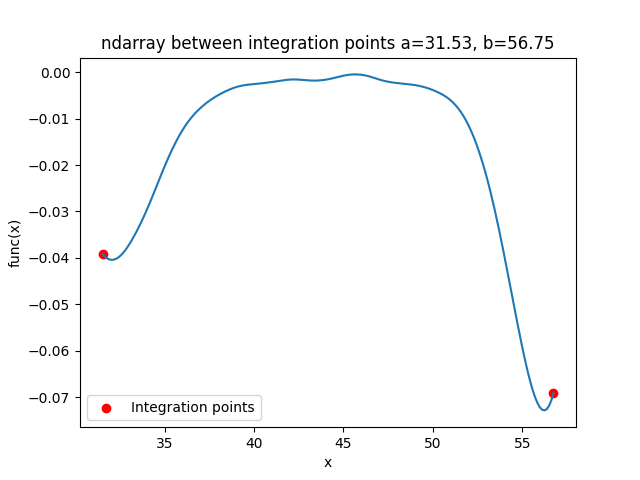 ndarray between integration points a=31.53, b=56.75
0.00
−0.01
−0.02
−0.03
−0.04
−0.05
−0.06
−0.07
func(x)
Integration points
35 40 45 50 55
x